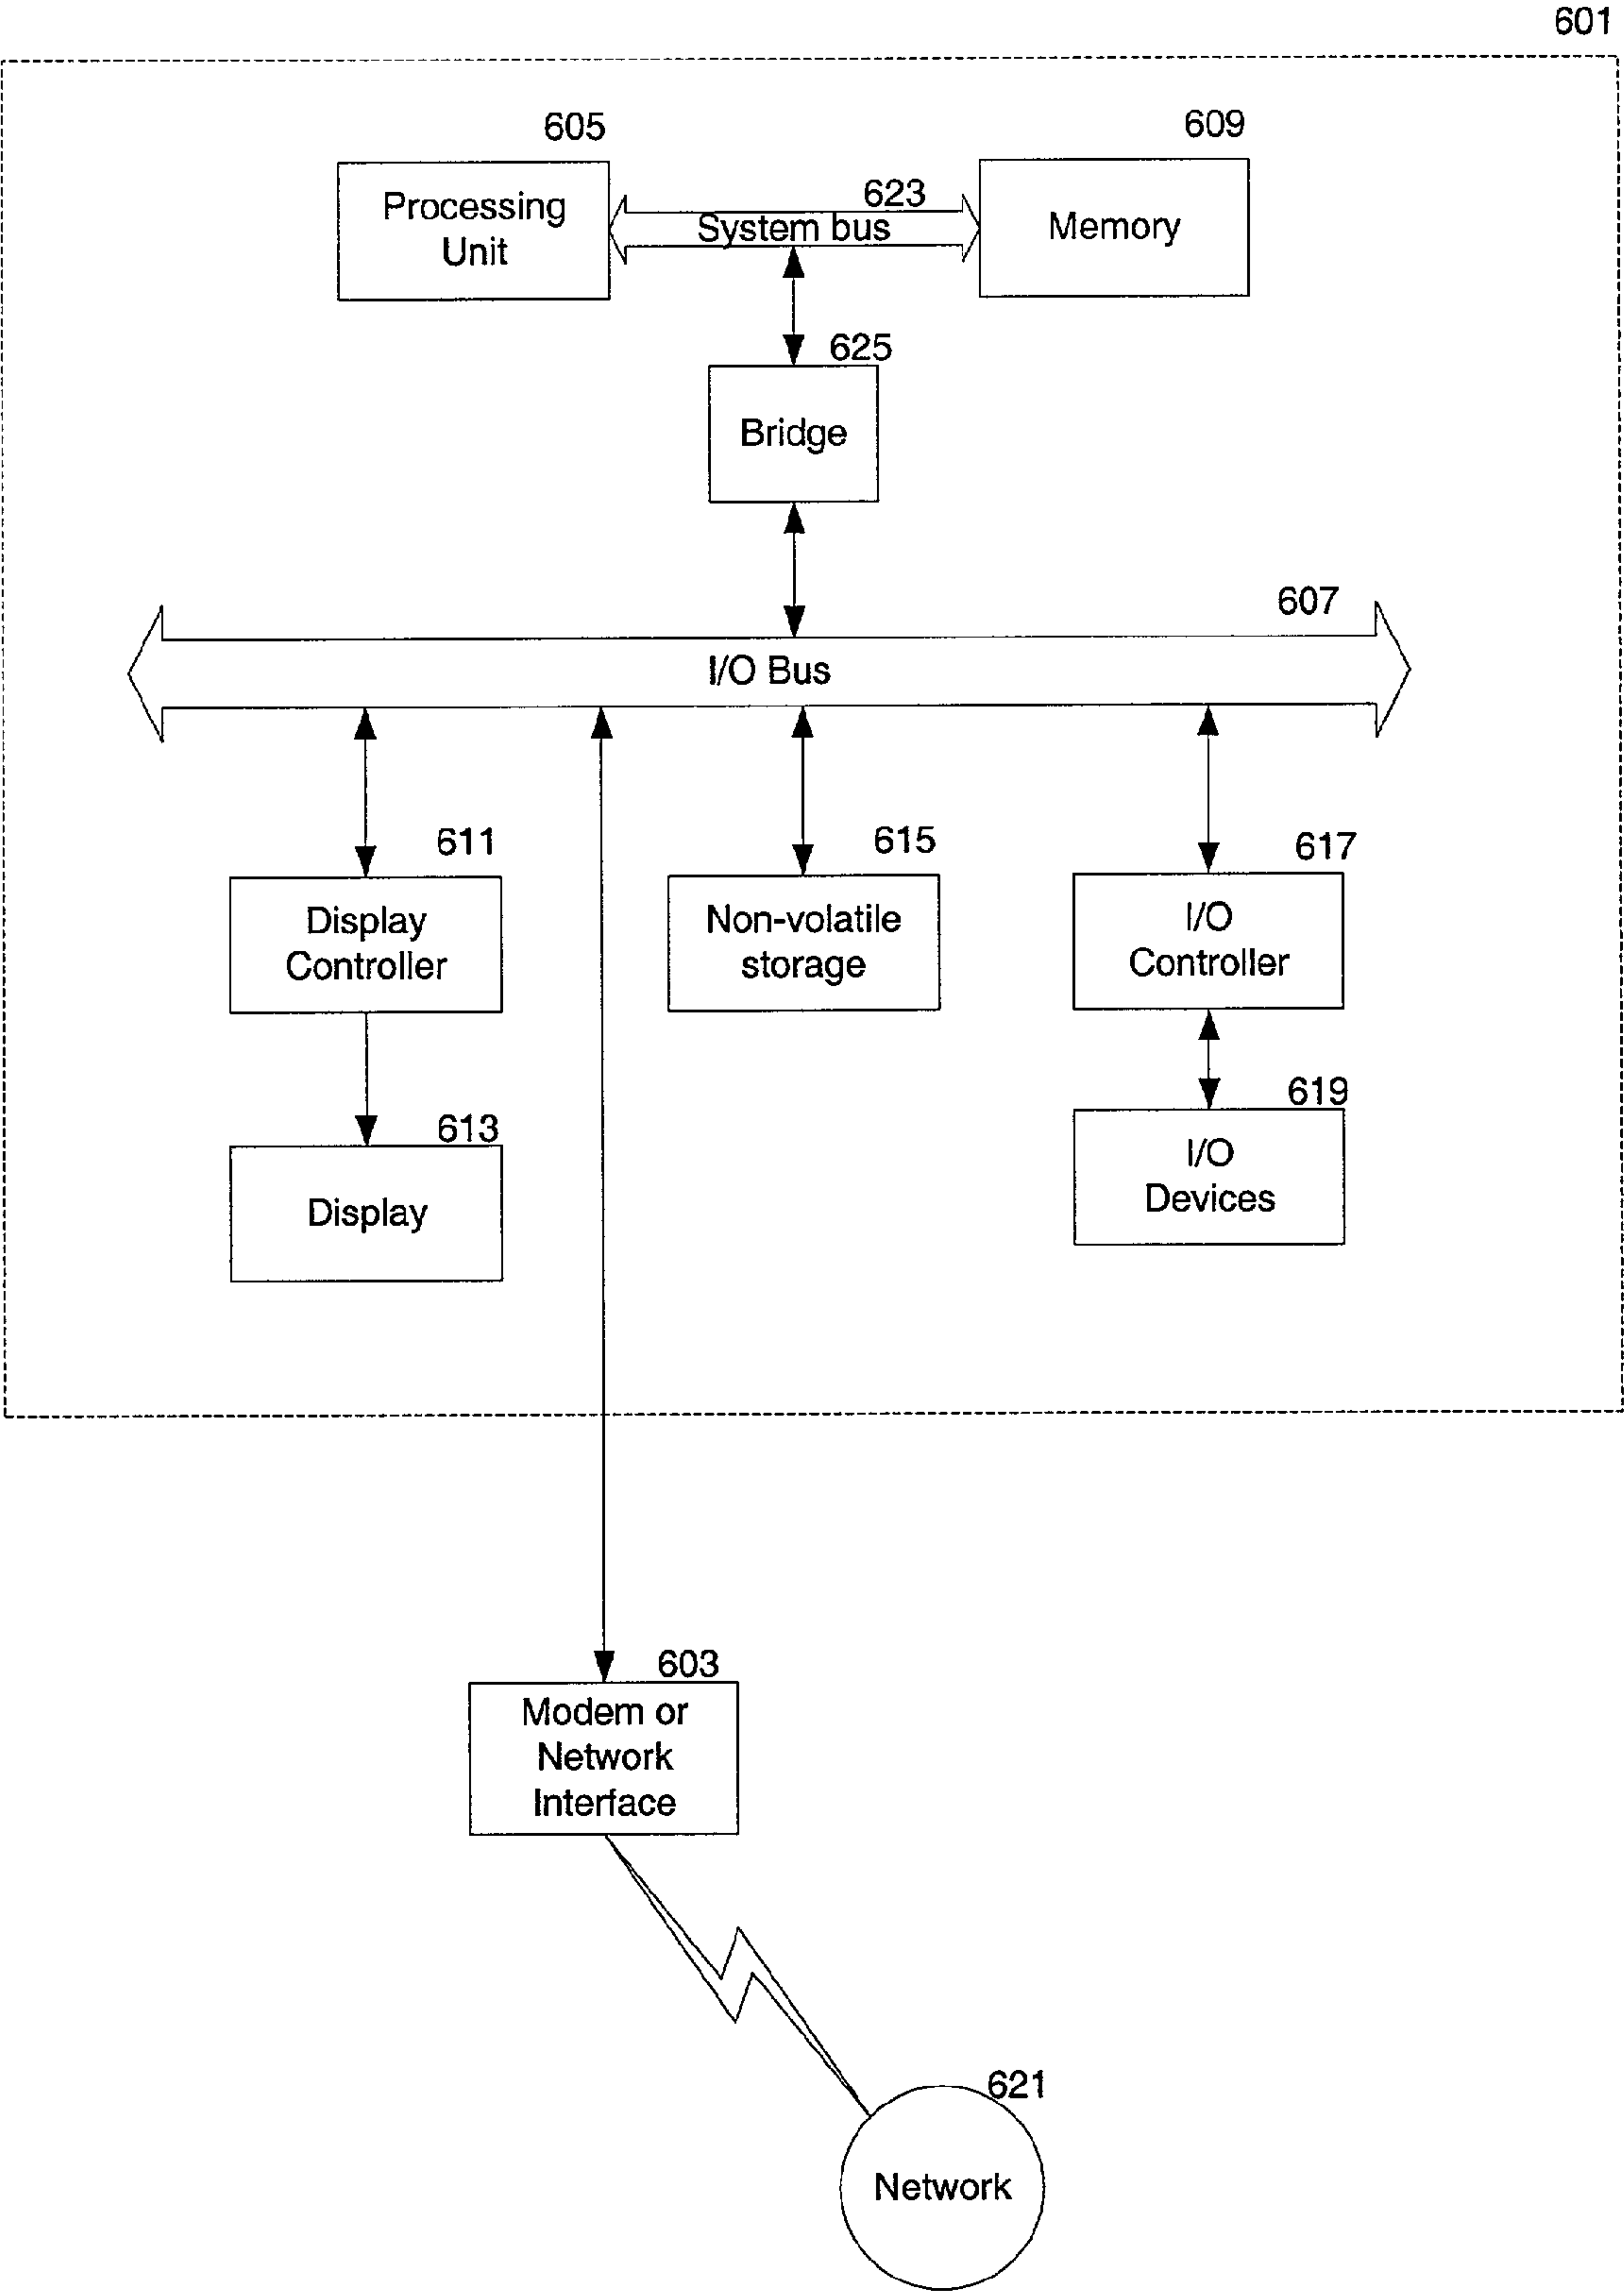 601
605
609
Processing
Unit
623
System bus
Memory
625
Bridge
607
I/O Bus
611
615
617
Display
Controller
Non-volatile
storage
I/O
Controller
613
619
Display
I/O
Devices
603
Modem or
Network
Interface
621
Network